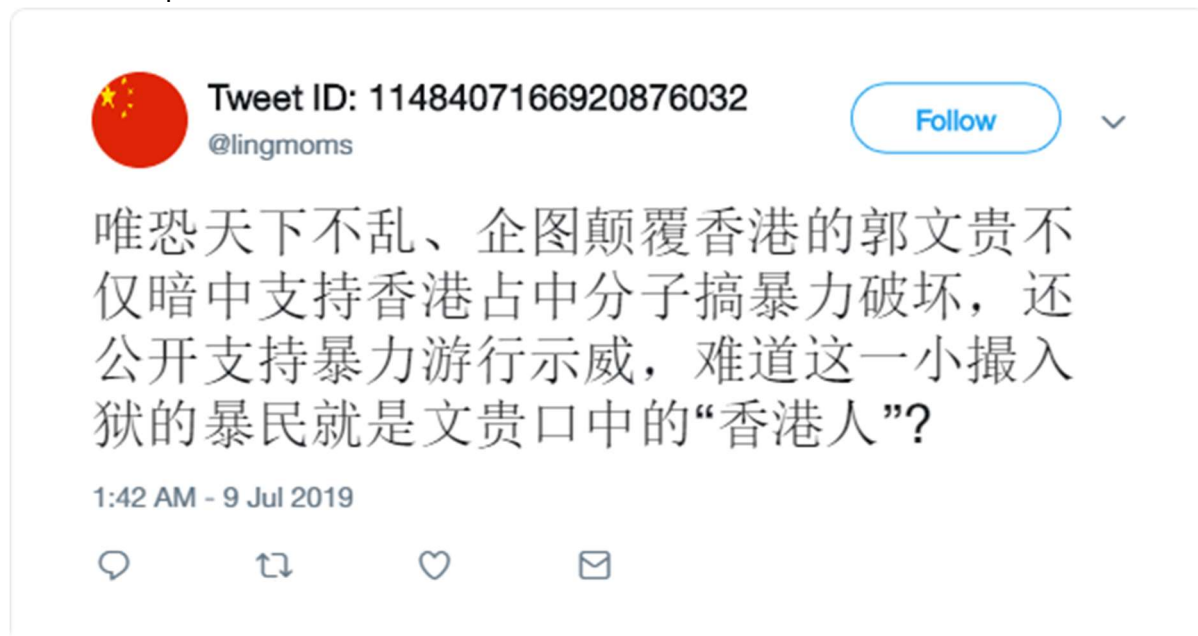 Tweet ID: 1148407166920876032
@lingmoms
Follow
唯恐天下不乱、企图颠覆香港的郭文贵不
仅暗中支持香港占中分子搞暴力破坏，还
公开支持暴力游行示威，难道这一小撮入
狱的暴民就是文贵口中的“香港人”?
1:42 AM - 9 Jul 2019